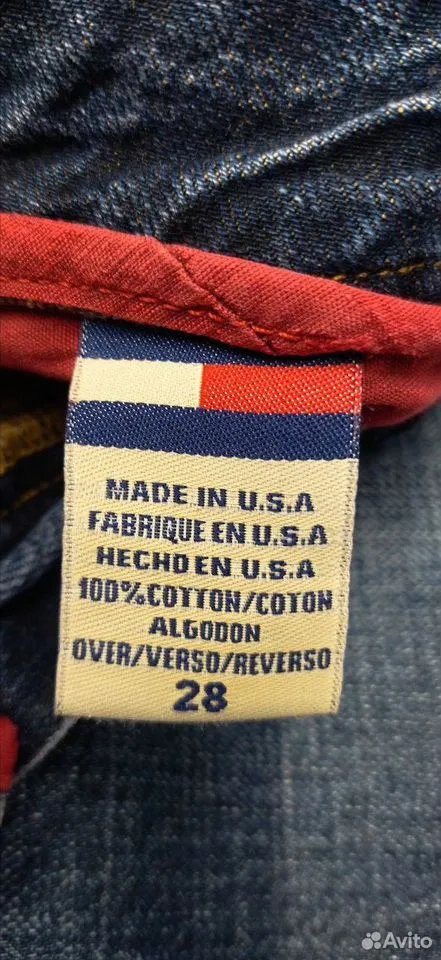 MADE IN U.S.A
FABRIQUE EN U.S.A
HECHO EN U.S.A
100%COTTON/COTON
ALGODON
OVER/VERSO/REVERSO
28
Avito